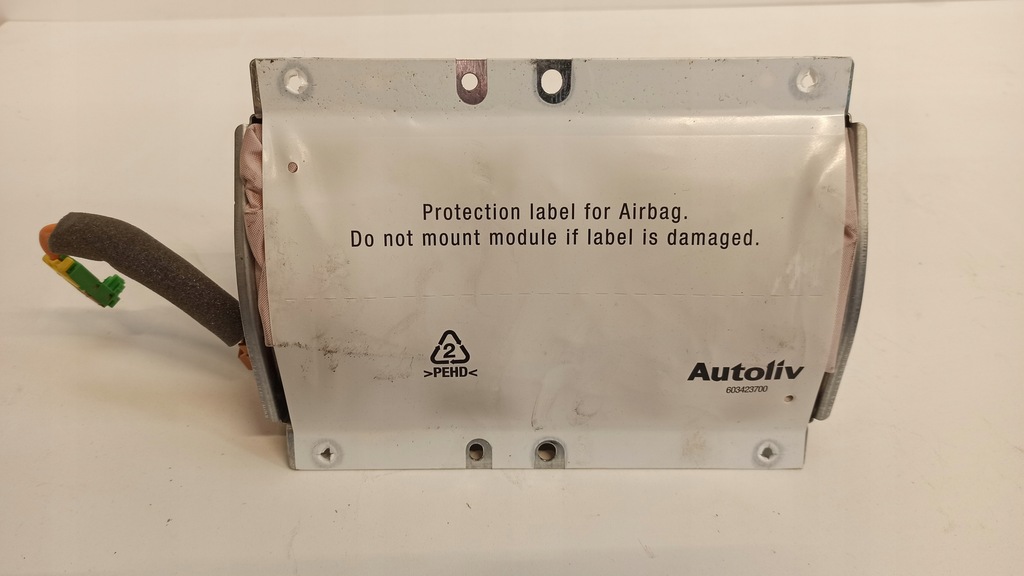 Protection label for Airbag.
Do not mount module if label is damaged.
2
>PEHD<
Autoliv
603423700